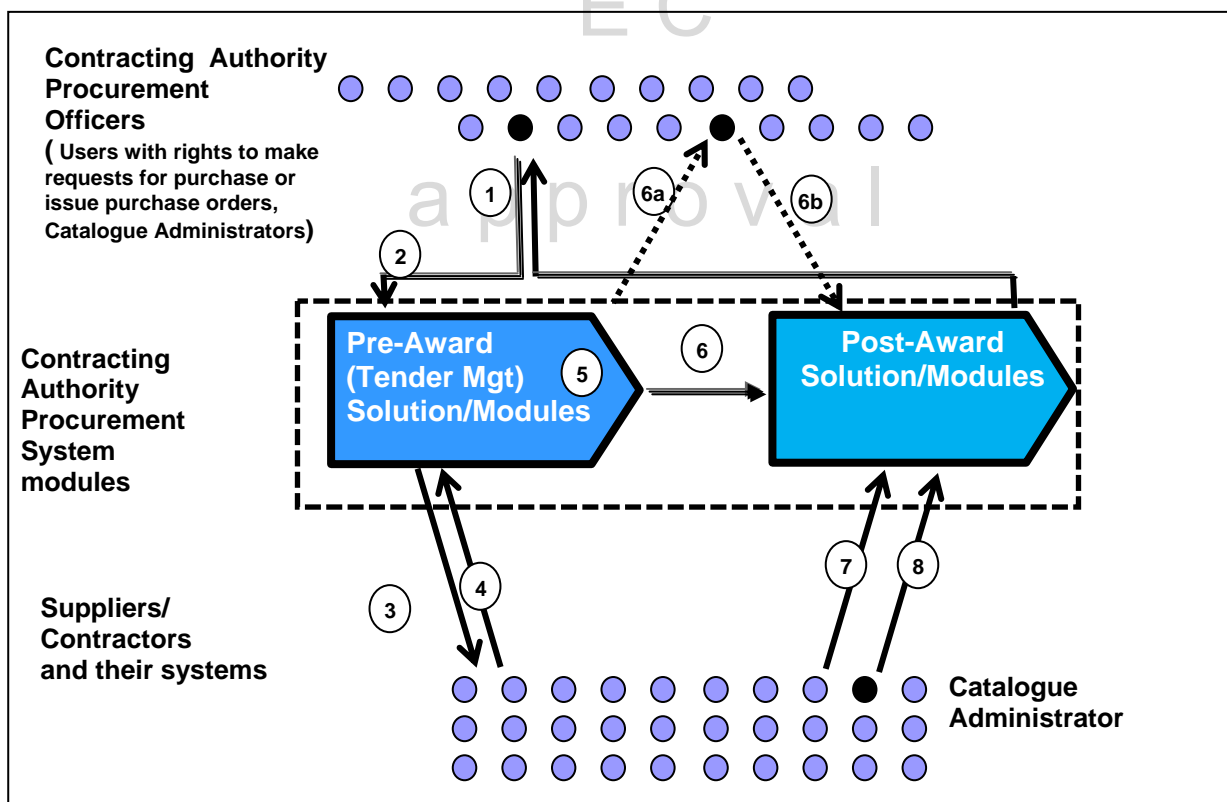 E C
Contracting Authority
Procurement
Officers
( Users with rights to make
requests for purchase or
issue purchase orders,
Catalogue Administrators)
1
6a
6b
a p p r o v a l
2
Contracting
Authority
Procurement
System
modules
Pre-Award
(Tender Mgt)
Solution/Modules
5
6
Post-Award
Solution/Modules
3
4
7
8
Suppliers/
Contractors
and their systems
Catalogue
Administrator